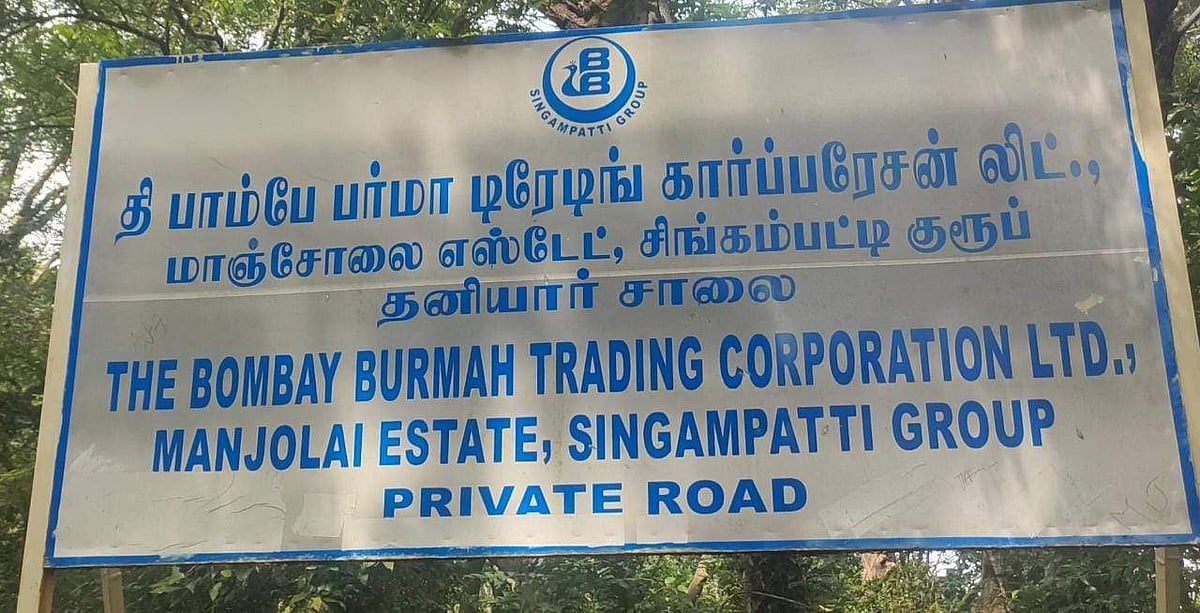 BB
SINGAMPATTI GROUP
தி பாம்பே பர்மா டிரேடிங் கார்ப்பரேசன் லிட்.,
மாஞ்சோலை எஸ்டேட், சிங்கம்பட்டி குரூப்
தனியார் சாலை
THE BOMBAY BURMAH TRADING CORPORATION LTD.,
MANJOLAI ESTATE, SINGAMPATTI GROUP
PRIVATE ROAD